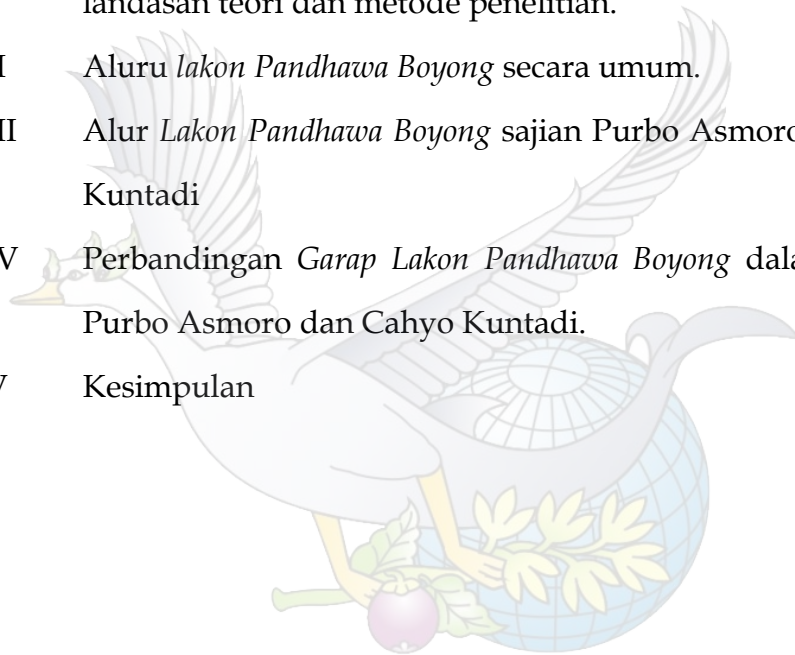 landasan teori dan metode penelitian.
I Aluru lakon Pandhawa Boyong secara umum.
II Alur Lakon Pandhawa Boyong sajian Purbo Asmoro
Kuntadi
V Perbandingan Garap Lakon Pandhawa Boyong
Purbo Asmoro dan Cahyo Kuntadi.
V Kesimpulan